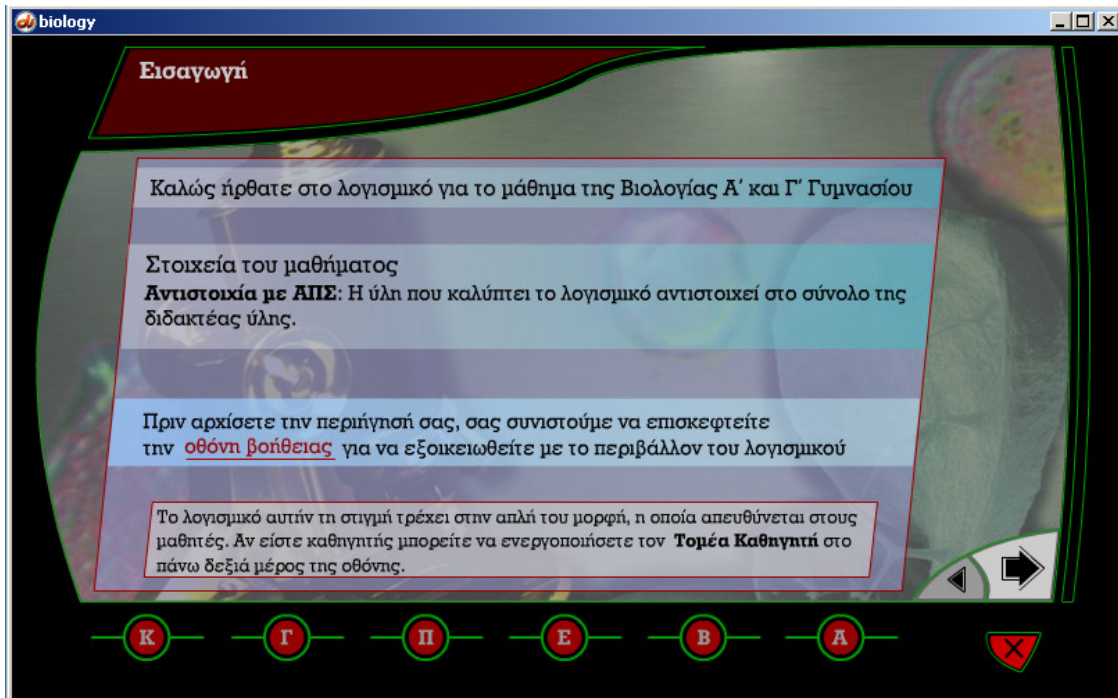 biology
Εισαγωγή
Καλώς ήρθατε στο λογισμικό για το μάθημα της Βιολογίας Α' και Γ' Γυμνασίου
Στοιχεία του μαθήματος
Αντιστοιχία με ΑΠΣ: Η ύλη που καλύπτει το λογισμικό αντιστοιχεί στο σύνολο της
διδακτέας ύλης.
Πριν αρχίσετε την περιήγησή σας, σας συνιστούμε να επισκεφτείτε
την οθόνη βοήθειας για να εξοικειωθείτε με το περιβάλλον του λογισμικού
Το λογισμικό αυτήν τη στιγμή τρέχει στην απλή του μορφή, η οποία απευθύνεται στους
μαθητές. Αν είστε καθηγητής μπορείτε να ενεργοποιήσετε τον Τομέα Καθηγητή στο
πάνω δεξιά μέρος της οθόνης.
Κ Γ Π Ε Β Α